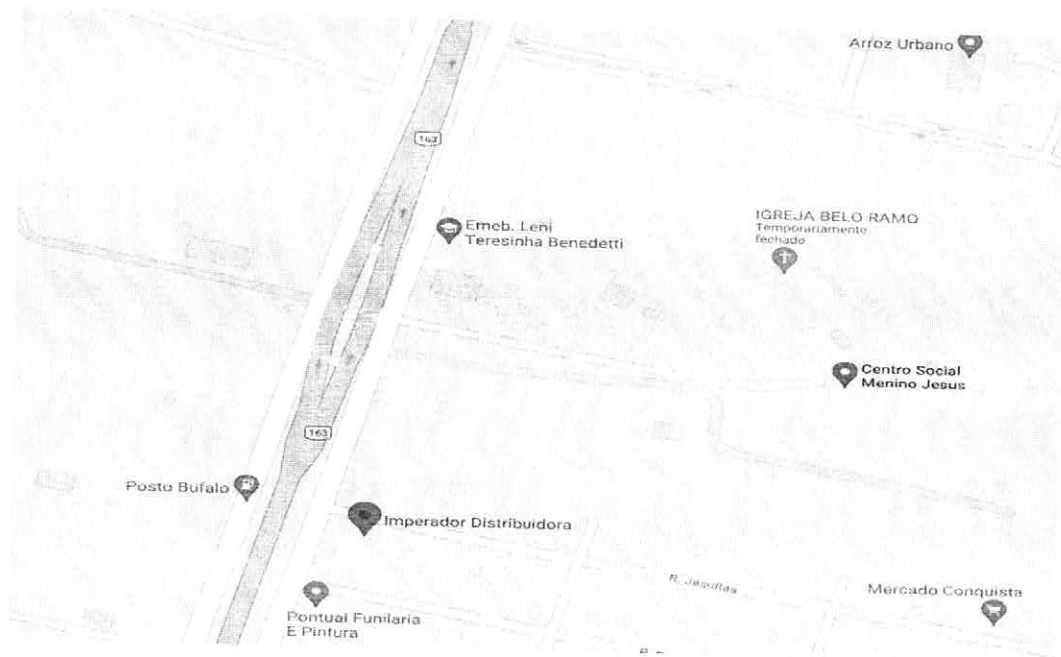 Arroz Urbano
163
Emeb. Leni
Teresinha Benedetti
IGREJA BELO RAMO
Temporariamente
fechado
Centro Social
Menino Jesus
163
Posto Bufalo
Imperador Distribuidora
R. Jesuítas
Mercado Conquista
Pontual Funilaria
E Pintura